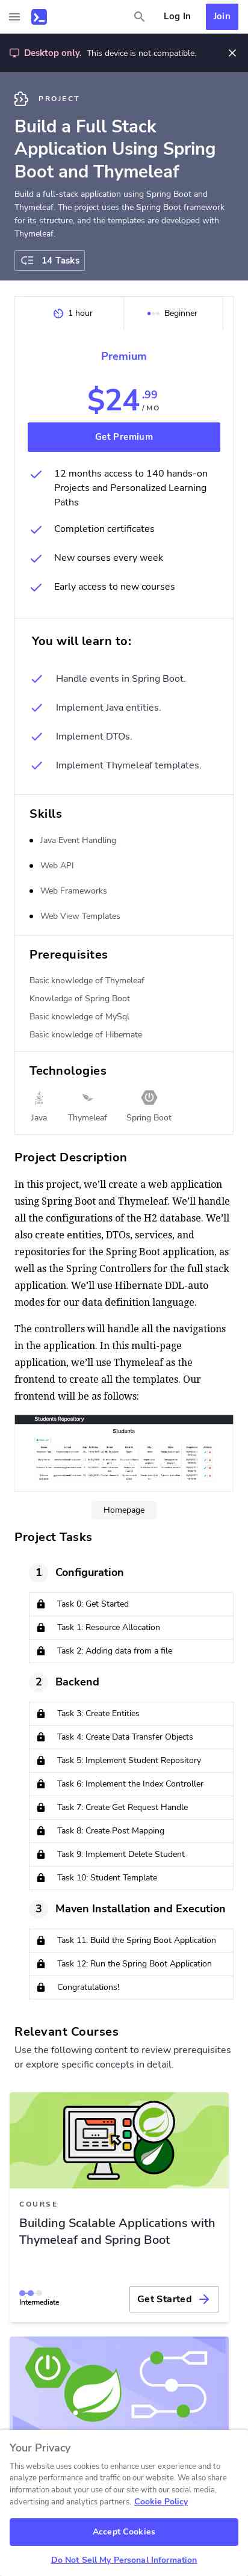 Log In
Join
Desktop only. This device is not compatible.
PROJECT
Build a Full Stack
Application Using Spring
Boot and Thymeleaf
Build a full-stack application using Spring Boot and
Thymeleaf. The project uses the Spring Boot framework
for its structure, and the templates are developed with
Thymeleaf.
14 Tasks
1 hour
Beginner
Premium
$24
.99
/ MO
Get Premium
12 months access to 140 hands-on
Projects and Personalized Learning
Paths
Completion certificates
New courses every week
Early access to new courses
You will learn to:
Handle events in Spring Boot.
Implement Java entities.
Implement DTOs.
Implement Thymeleaf templates.
Skills
Java Event Handling
Web API
Web Frameworks
Web View Templates
Prerequisites
Basic knowledge of Thymeleaf
Knowledge of Spring Boot
Basic knowledge of MySql
Basic knowledge of Hibernate
Technologies
Java
Thymeleaf
Spring Boot
Project Description
In this project, we’ll create a web application
using Spring Boot and Thymeleaf. We’ll handle
all the configurations of the H2 database. We’ll
also create entities, DTOs, services, and
repositories for the Spring Boot application, as
well as the Spring Controllers for the full stack
application. We’ll use Hibernate DDL-auto
modes for our data definition language.
The controllers will handle all the navigations
in the application. In this multi-page
application, we’ll use Thymeleaf as the
frontend to create all the templates. Our
frontend will be as follows:
Students Repository
Students
Homepage
Project Tasks
1 Configuration
Task 0: Get Started
Task 1: Resource Allocation
Task 2: Adding data from a file
2 Backend
Task 3: Create Entities
Task 4: Create Data Transfer Objects
Task 5: Implement Student Repository
Task 6: Implement the Index Controller
Task 7: Create Get Request Handle
Task 8: Create Post Mapping
Task 9: Implement Delete Student
Task 10: Student Template
3 Maven Installation and Execution
Task 11: Build the Spring Boot Application
Task 12: Run the Spring Boot Application
Congratulations!
Relevant Courses
Use the following content to review prerequisites
or explore specific concepts in detail.
COURSE
Building Scalable Applications with
Thymeleaf and Spring Boot
Intermediate
Get Started
Your Privacy
This website uses cookies to enhance user experience and to
analyze performance and traffic on our website. We also share
information about your use of our site with our social media,
advertising and analytics partners. Cookie Policy
Accept Cookies
Do Not Sell My Personal Information